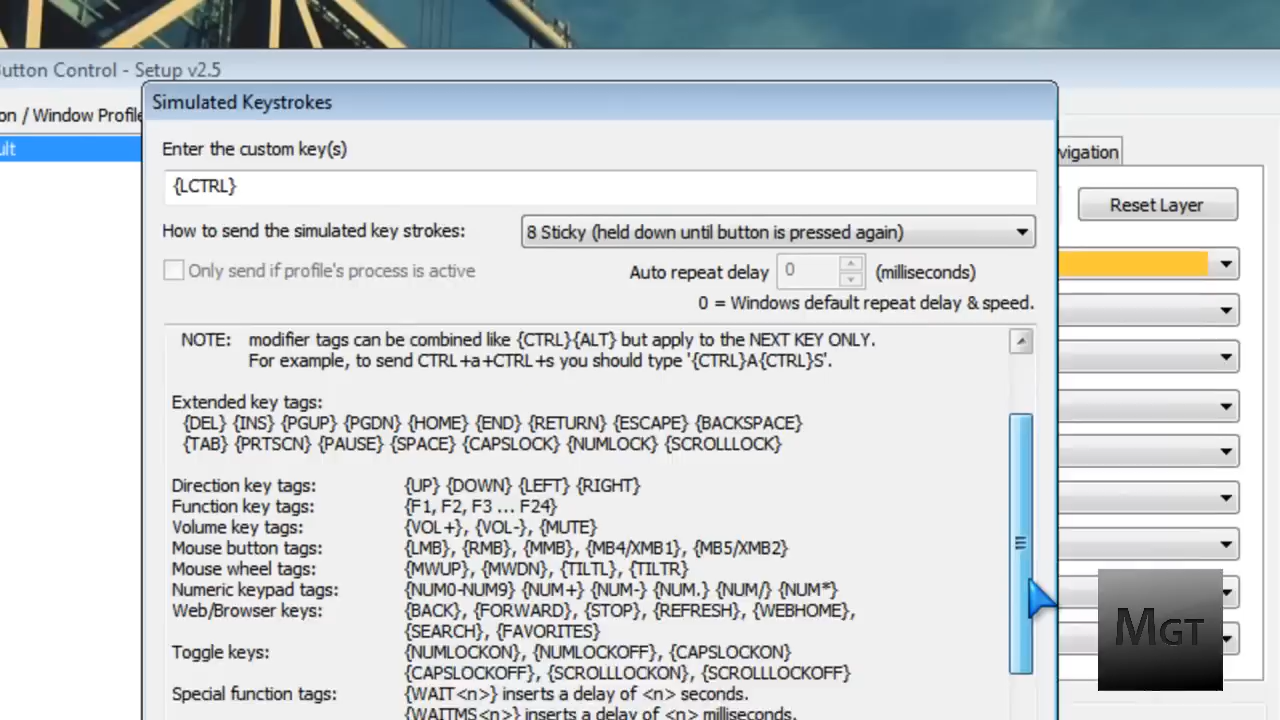 utton Control - Setup v2.5
Simulated Keystrokes
on / Window Profile
ult
Enter the custom key(s)
vigation
{LCTRL}
Reset Layer
How to send the simulated key strokes:
8 Sticky (held down until button is pressed again)
Only send if profile's process is active
Auto repeat delay 0 (milliseconds)
0 = Windows default repeat delay & speed.
NOTE: modifier tags can be combined like {CTRL}{ALT} but apply to the NEXT KEY ONLY.
For example, to send CTRL+a+CTRL+s you should type '{CTRL}A{CTRL}S'.
Extended key tags:
{DEL} {INS} {PGUP} {PGDN} {HOME} {END} {RETURN} {ESCAPE} {BACKSPACE}
{TAB} {PRTSCN} {PAUSE} {SPACE} {CAPSLOCK} {NUMLOCK} {SCROLLLOCK}
Direction key tags: {UP} {DOWN} {LEFT} {RIGHT}
Function key tags: {F1, F2, F3 ... F24}
Volume key tags: {VOL+}, {VOL-}, {MUTE}
Mouse button tags: {LMB}, {RMB}, {MMB}, {MB4/XMB1}, {MB5/XMB2}
Mouse wheel tags: {MWUP}, {MWDN}, {TILTL}, {TILTR}
Numeric keypad tags: {NUM0-NUM9} {NUM+} {NUM-} {NUM.} {NUM/} {NUM*}
Web/Browser keys: {BACK}, {FORWARD}, {STOP}, {REFRESH}, {WEBHOME},
{SEARCH}, {FAVORITES}
Toggle keys: {NUMLOCKON}, {NUMLOCKOFF}, {CAPSLOCKON}
{CAPSLOCKOFF}, {SCROLLLOCKON}, {SCROLLLOCKOFF}
Special function tags: {WAIT<n>} inserts a delay of <n> seconds.
{WAITMS<n>} inserts a delay of <n> milliseconds.
MGT